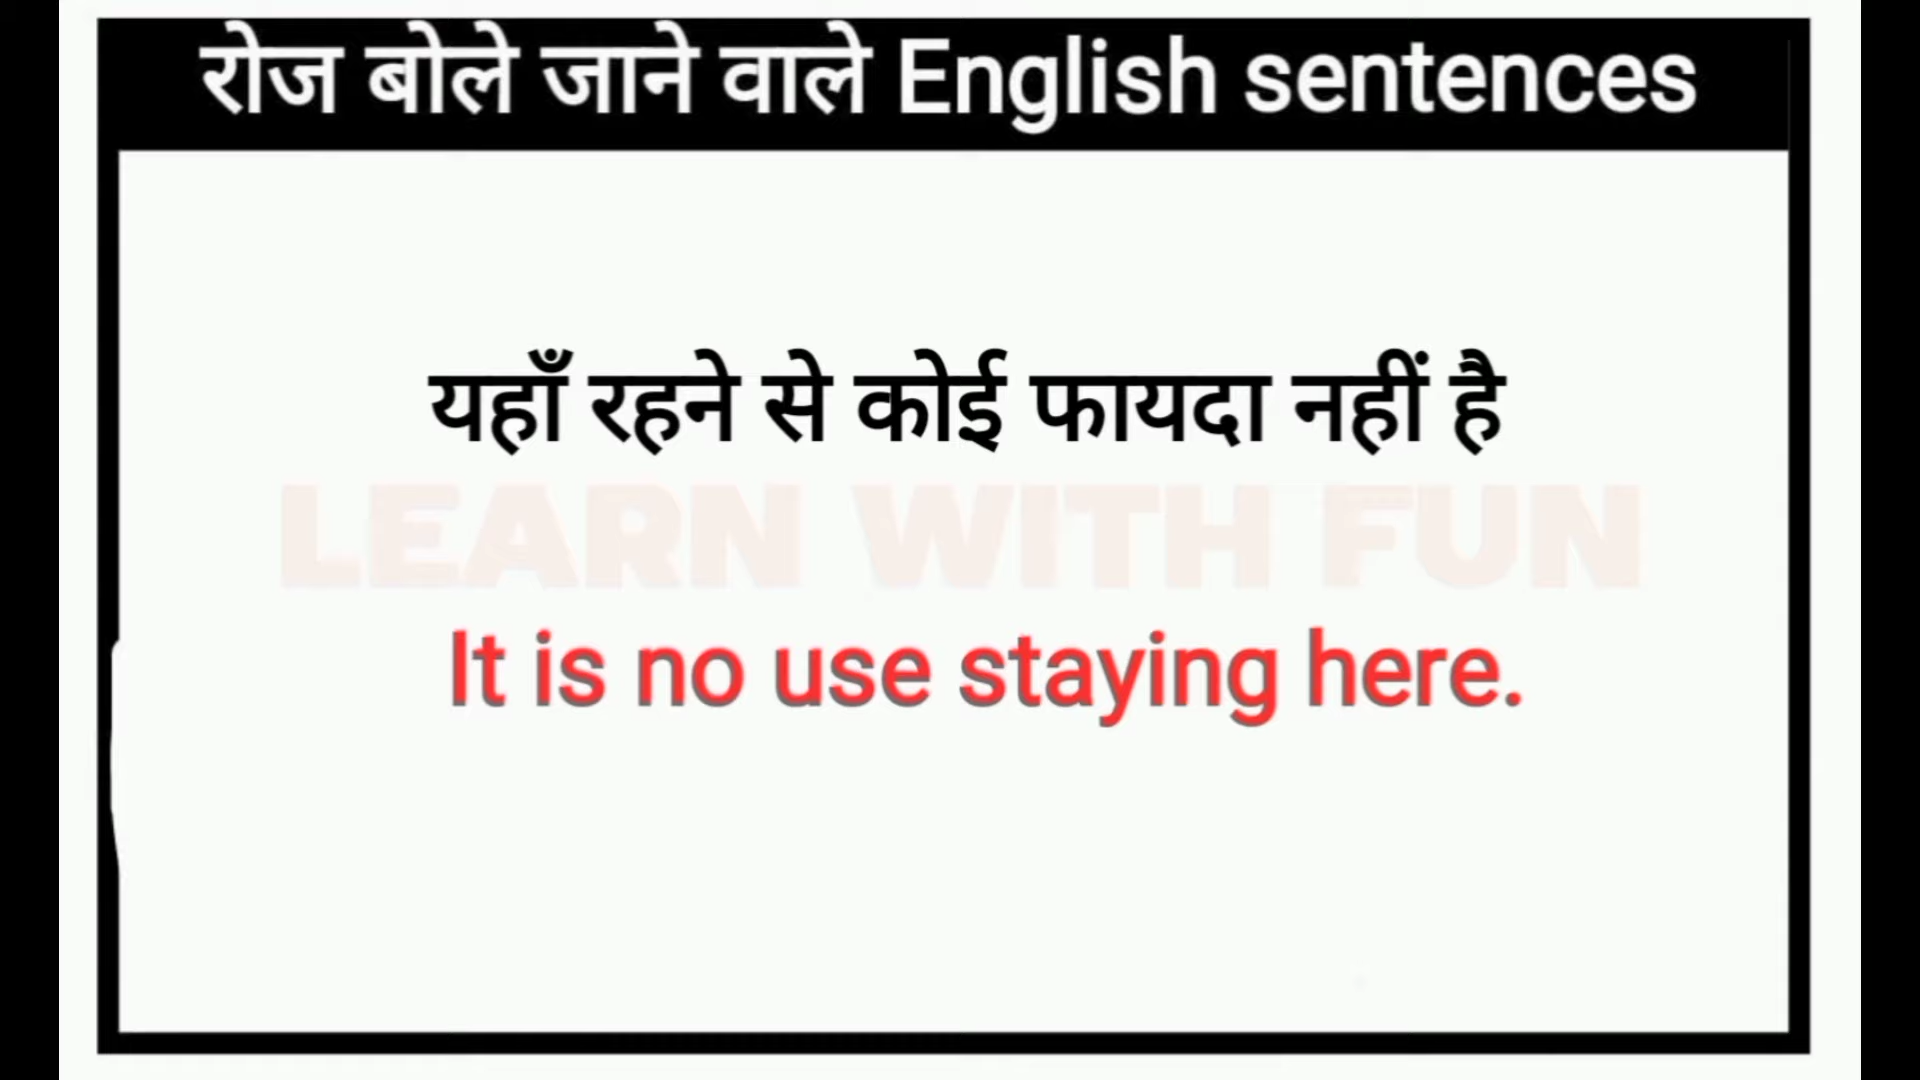 रोज बोले जाने वाले English sentences
यहाँ रहने से कोई फायदा नहीं है
LEARN WITH FUN
It is no use staying here.